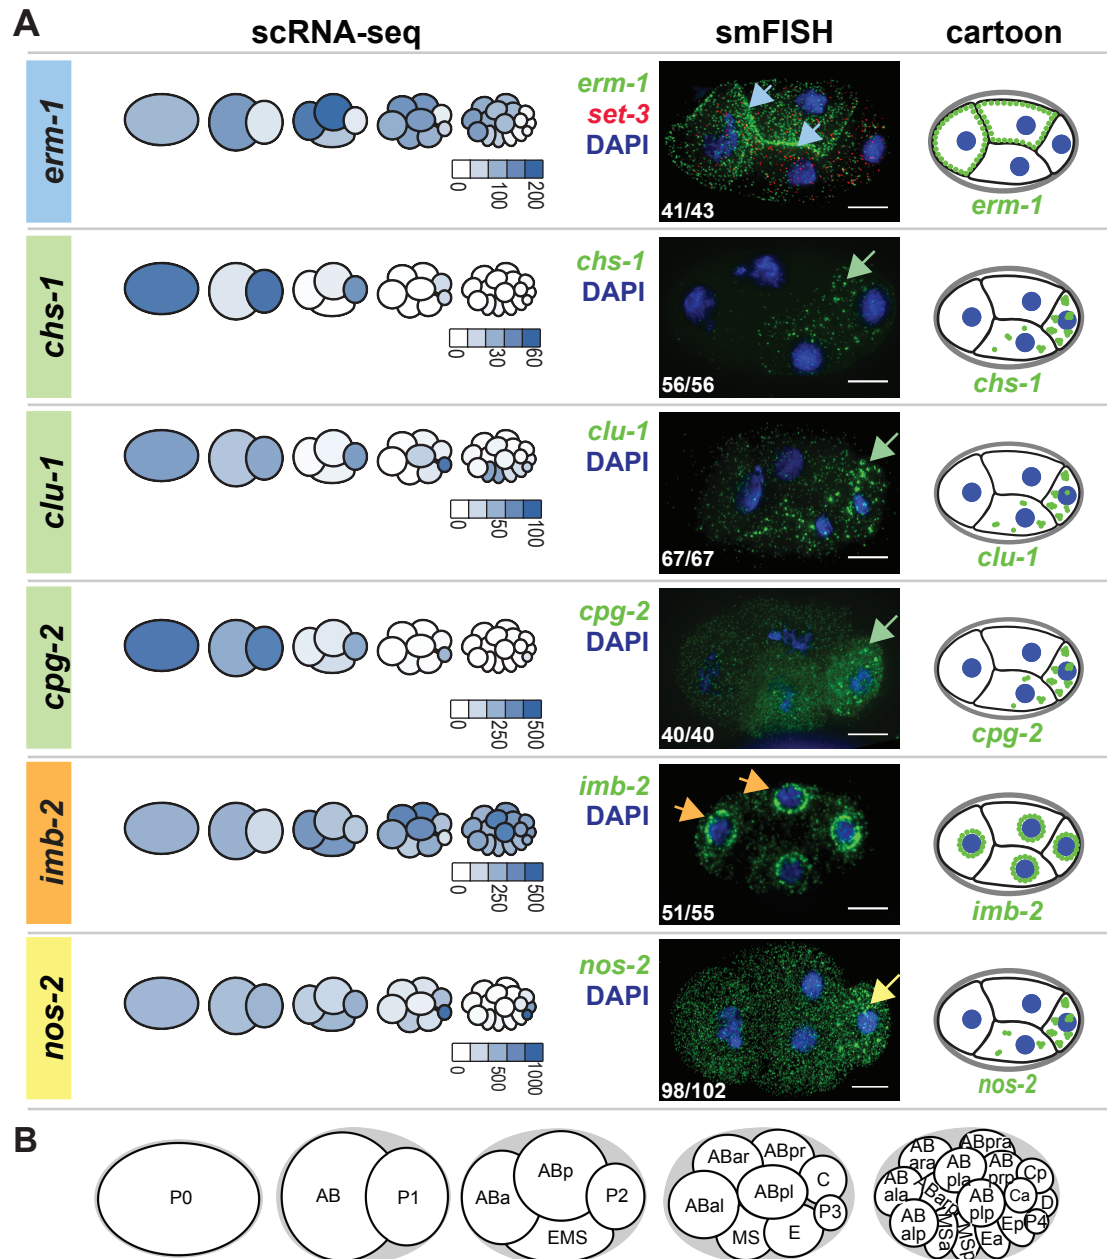 A
scRNA-seq
smFISH
cartoon
erm-1
0
100
200
erm-1
set-3
DAPI
41/43
erm-1
chs-1
0
30
60
chs-1
DAPI
56/56
chs-1
clu-1
0
50
100
clu-1
DAPI
67/67
clu-1
cpg-2
0
250
500
cpg-2
DAPI
40/40
cpg-2
imb-2
0
250
500
imb-2
DAPI
51/55
imb-2
nos-2
0
500
1000
nos-2
DAPI
98/102
nos-2
B
P0
AB
P1
ABa
ABp
P2
EMS
ABar
ABpr
ABal
ABpl
C
P3
MS
E
AB
ara
ABpra
AB
pla
AB
prp
Cp
AB
ala
ABarp
AB
plp
Ca
D
AB
alp
MSa
MSp
Ea
Ep
P4